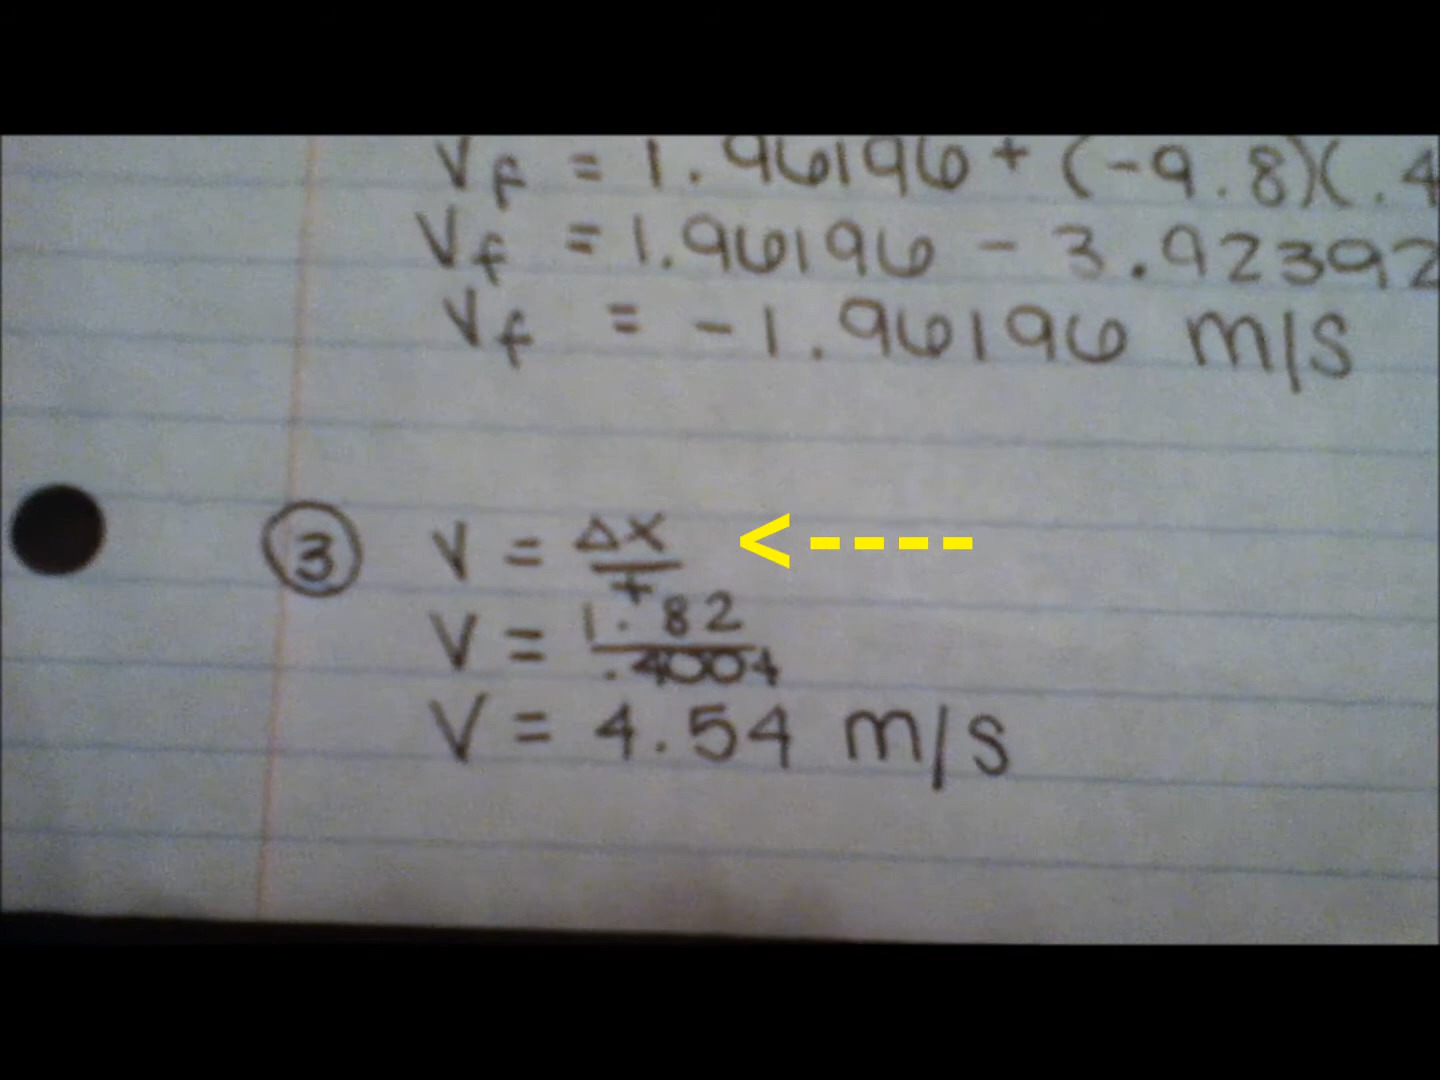 Vf = 1.96196 + (-9.8)(.4
Vf = 1.96196 - 3.92392
Vf = -1.96196 m/s
③ V = Δx/t <----
V = 1.82/.4004
V = 4.54 m/s